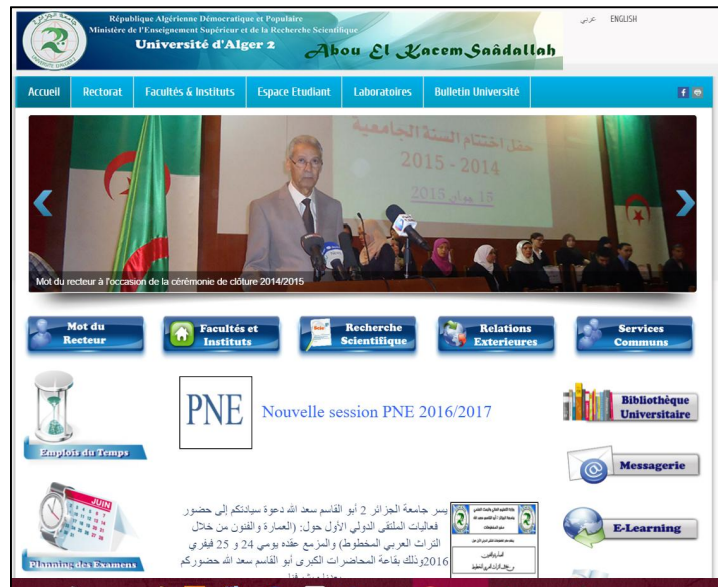 République Algérienne Démocratique et Populaire
Ministère de l'Enseignement Supérieur et de la Recherche Scientifique
Université d'Alger 2
Abou El Kacem Saâdallah
عربي ENGLISH
Accueil Rectorat Facultés & Instituts Espace Etudiant Laboratoires Bulletin Université
حفل اختتام السنة الجامعية
2015 - 2014
15 جوان 2015
Mot du recteur à l'occasion de la cérémonie de clôture 2014/2015
Mot du
Recteur
Facultés et
Instituts
Recherche
Scientifique
Relations
Exterieures
Services
Communs
Emplois du Temps
JUIN
Planning des Examens
PNE
Nouvelle session PNE 2016/2017
يسر جامعة الجزائر 2 أبو القاسم سعد الله دعوة سيادتكم إلى حضور
فعاليات الملتقى الدولي الأول حول: (العمارة والفنون من خلال
التراث العربي المخطوط) والمزمع عقده يومي 24 و 25 فيفري
2016وذلك بقاعة المحاضرات الكبرى أبو القاسم سعد الله حضوركم
Bibliothèque
Universitaire
Messagerie
E-Learning